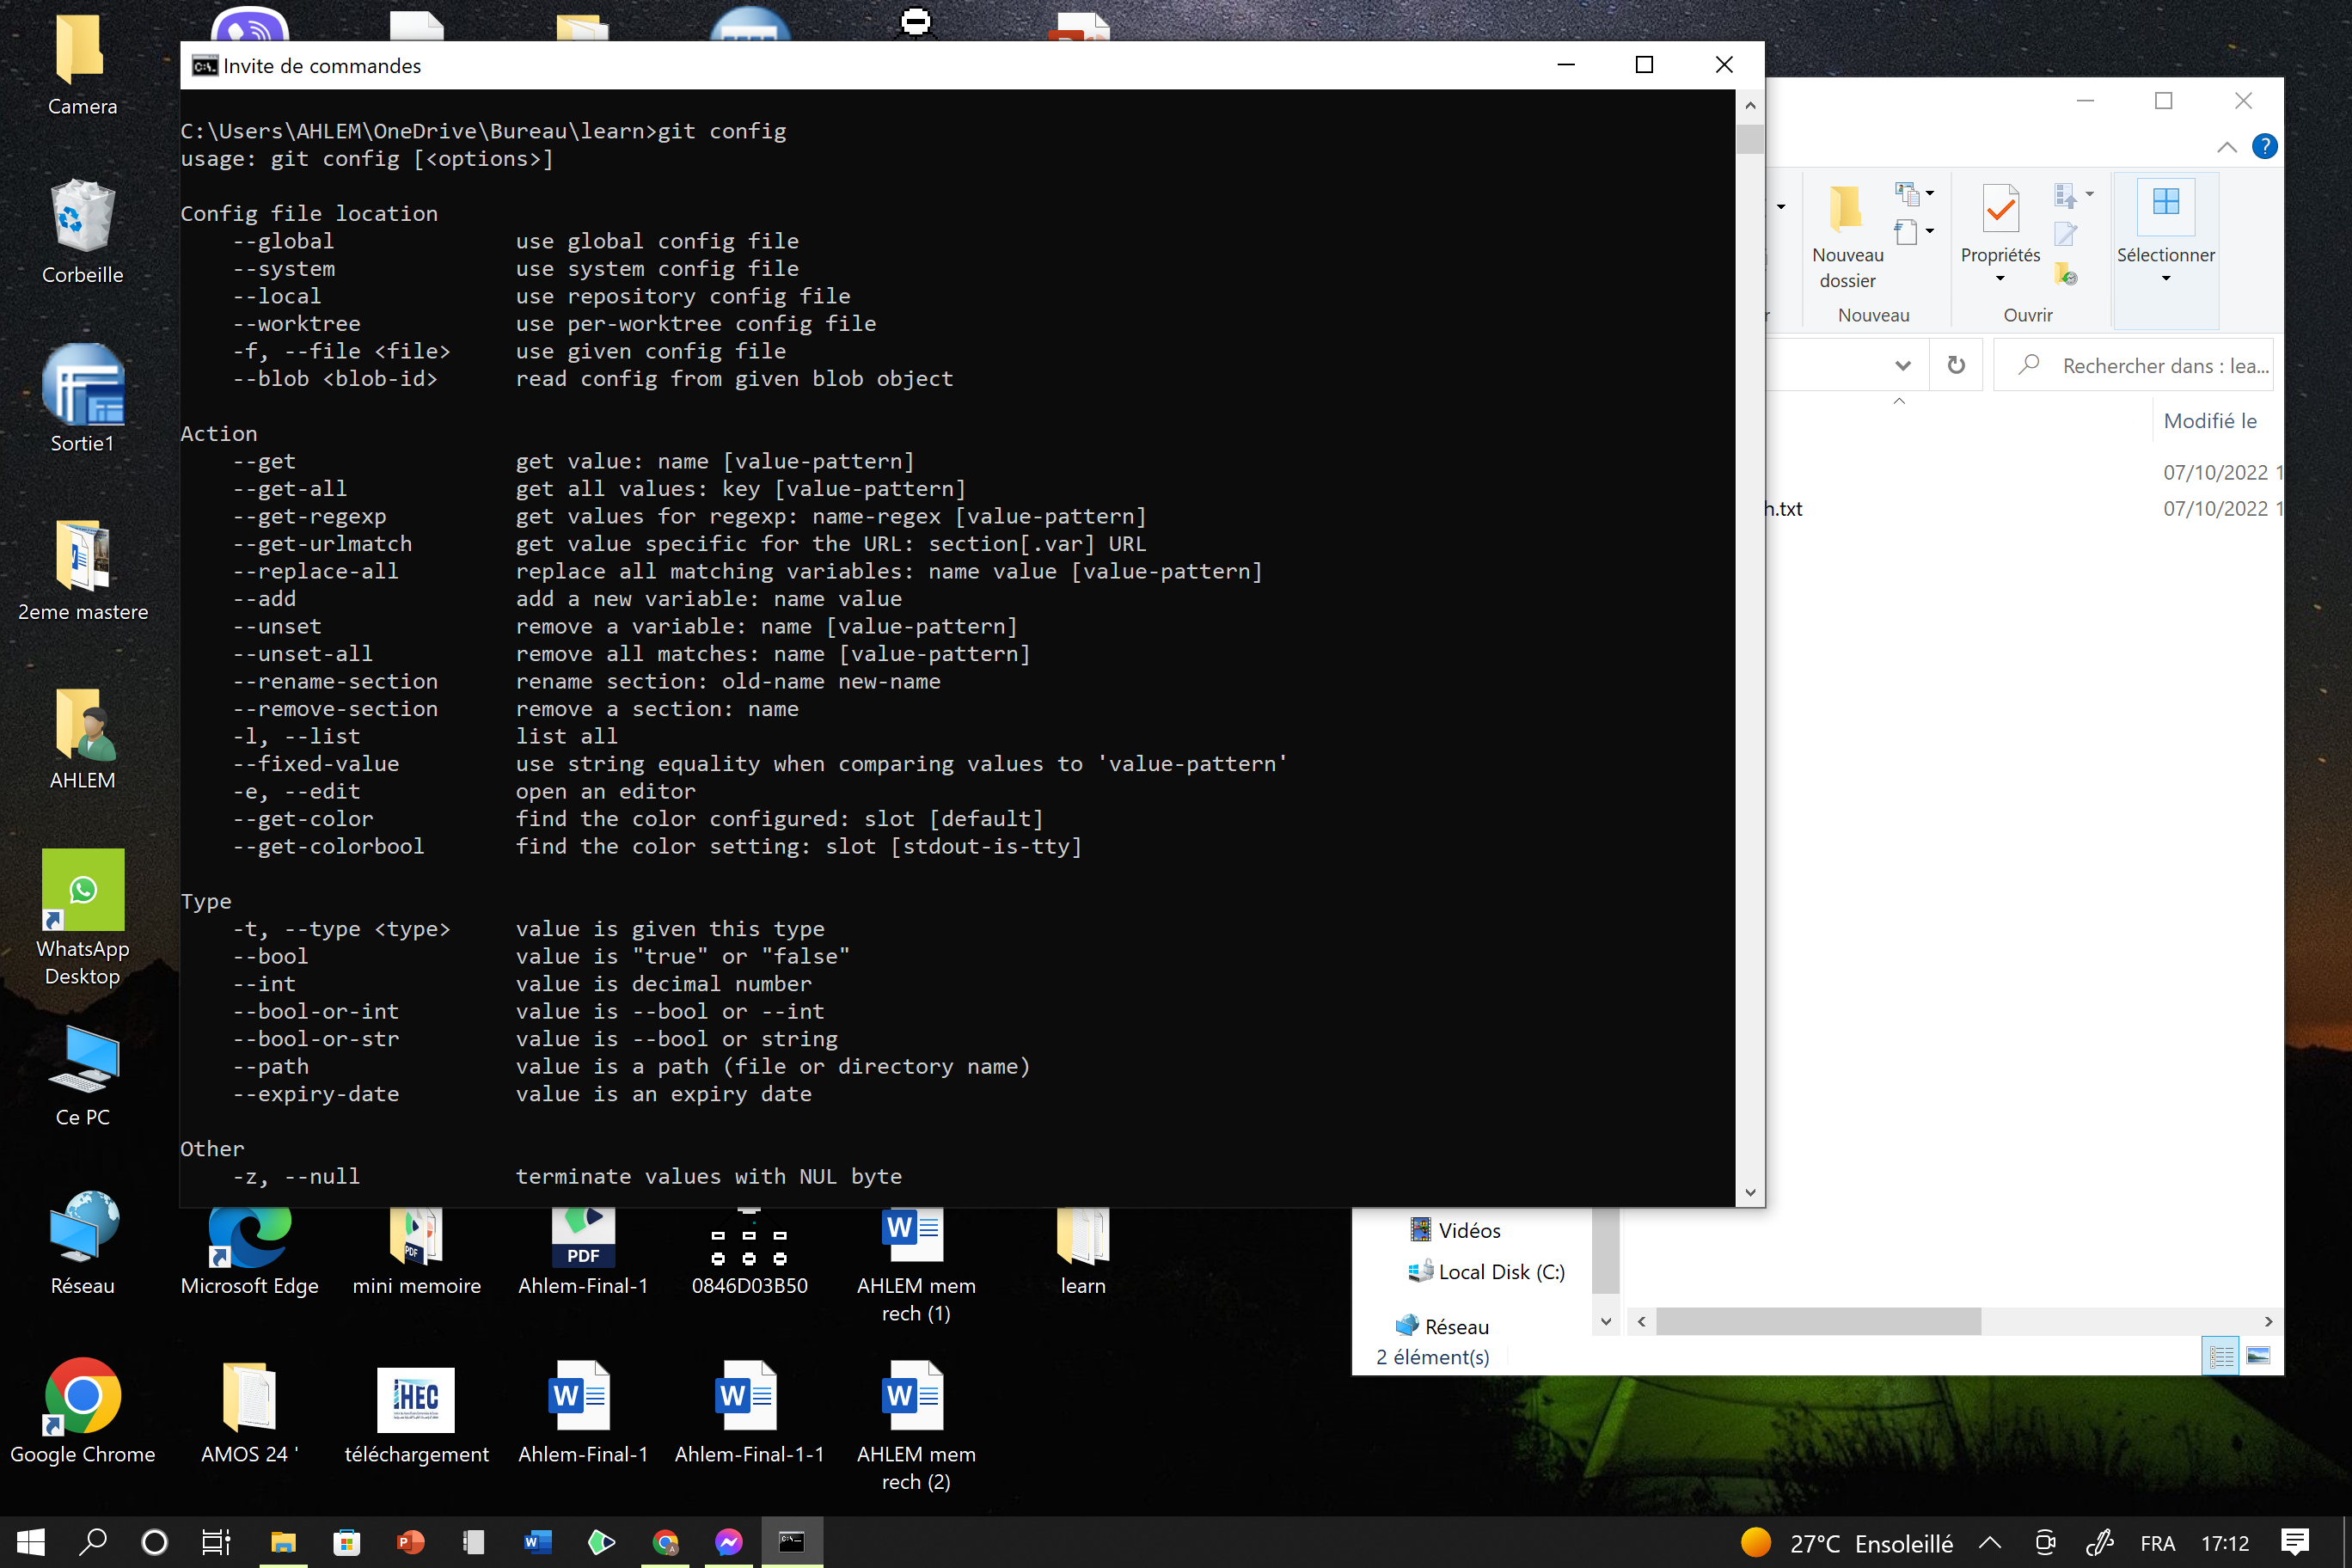 Camera
Corbeille
Sortie1
2eme mastere
AHLEM
WhatsApp
Desktop
Ce PC
Réseau
Google Chrome
Invite de commandes
C:\Users\AHLEM\OneDrive\Bureau\learn>git config
usage: git config [<options>]
Config file location
--global use global config file
--system use system config file
--local use repository config file
--worktree use per-worktree config file
-f, --file <file> use given config file
--blob <blob-id> read config from given blob object
Action
--get get value: name [value-pattern]
--get-all get all values: key [value-pattern]
--get-regexp get values for regexp: name-regex [value-pattern]
--get-urlmatch get value specific for the URL: section[.var] URL
--replace-all replace all matching variables: name value [value-pattern]
--add add a new variable: name value
--unset remove a variable: name [value-pattern]
--unset-all remove all matches: name [value-pattern]
--rename-section rename section: old-name new-name
--remove-section remove a section: name
-l, --list list all
--fixed-value use string equality when comparing values to 'value-pattern'
-e, --edit open an editor
--get-color find the color configured: slot [default]
--get-colorbool find the color setting: slot [stdout-is-tty]
Type
-t, --type <type> value is given this type
--bool value is "true" or "false"
--int value is decimal number
--bool-or-int value is --bool or --int
--bool-or-str value is --bool or string
--path value is a path (file or directory name)
--expiry-date value is an expiry date
Other
-z, --null terminate values with NUL byte
Nouveau
dossier
Propriétés
Sélectionner
Nouveau
Ouvrir
Rechercher dans : lea...
Modifié le
07/10/2022 1
h.txt 07/10/2022 1
Vidéos
Local Disk (C:)
Réseau
2 élément(s)
Microsoft Edge
mini memoire
PDF
PDF
Ahlem-Final-1
0846D03B50
AHLEM mem
rech (1)
learn
AMOS 24 '
iHEC
téléchargement
Ahlem-Final-1
Ahlem-Final-1-1
AHLEM mem
rech (2)
27°C Ensoleillé
FRA
17:12